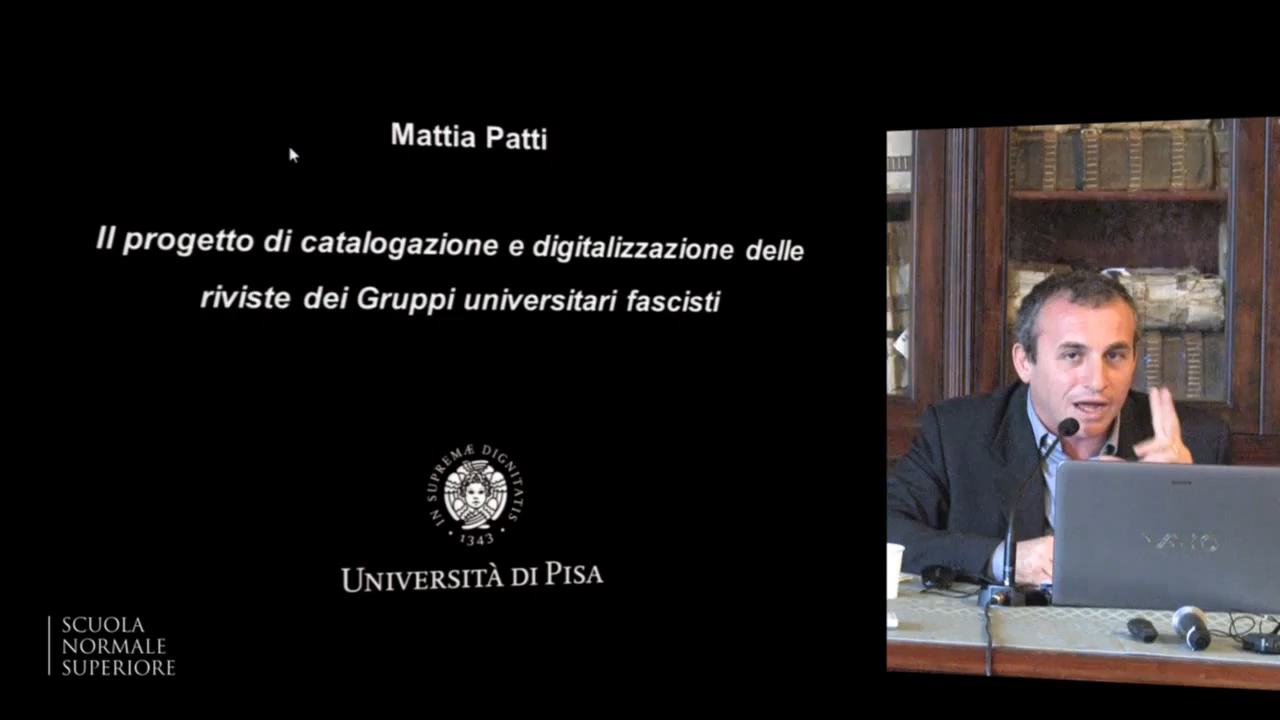 Mattia Patti
Il progetto di catalogazione e digitalizzazione delle
riviste dei Gruppi universitari fascisti
IN SUPREMÆ DIGNITATIS
• 1343 •
UNIVERSITÀ DI PISA
SCUOLA
NORMALE
SUPERIORE
VAIO